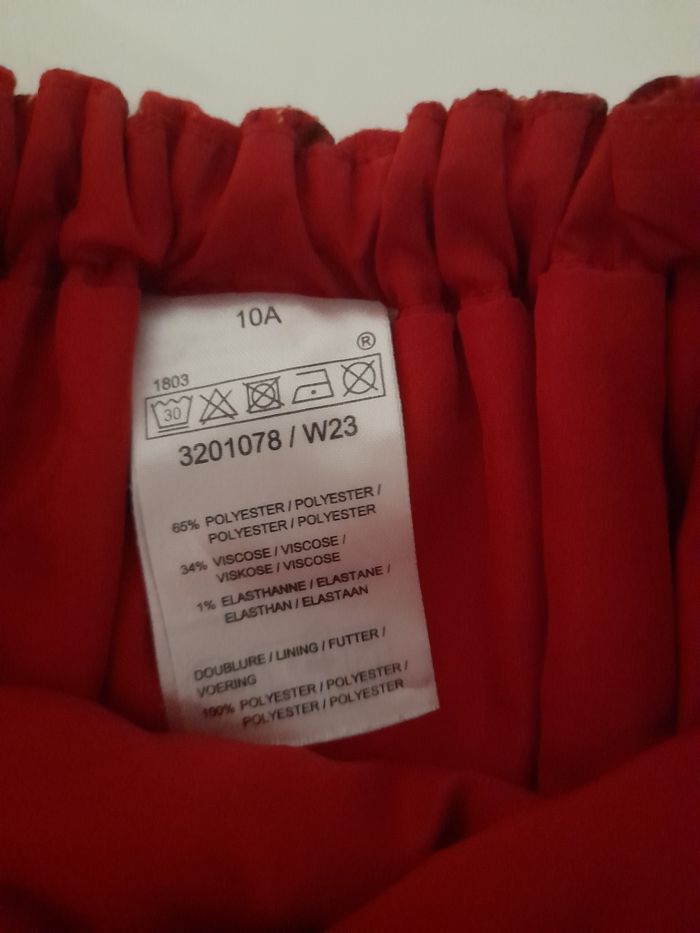 10A
®
1803
30
3201078 / W23
65% POLYESTER / POLYESTER /
POLYESTER / POLYESTER
34% VISCOSE / VISCOSE /
VISKOSE / VISCOSE
1% ELASTHANNE / ELASTANE /
ELASTHAN / ELASTAAN
DOUBLURE / LINING / FUTTER /
VOERING
100% POLYESTER / POLYESTER /
POLYESTER / POLYESTER